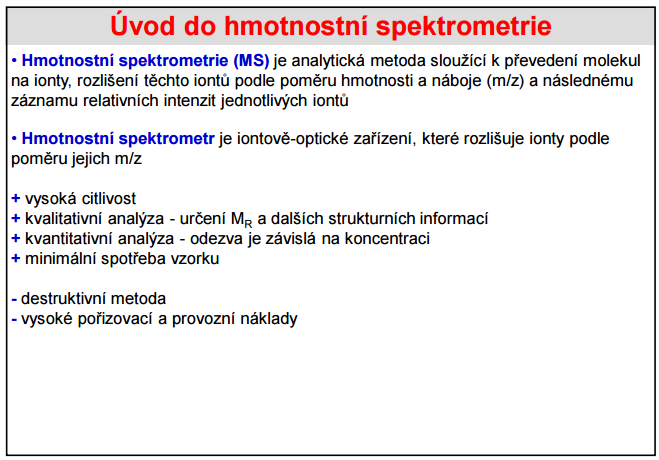 Úvod do hmotnostní spektrometrie
• Hmotnostní spektrometrie (MS) je analytická metoda sloužící k převedení molekul
na ionty, rozlišení těchto iontů podle poměru hmotnosti a náboje (m/z) a následnému
záznamu relativních intenzit jednotlivých iontů
• Hmotnostní spektrometr je iontově-optické zařízení, které rozlišuje ionty podle
poměru jejich m/z
+ vysoká citlivost
+ kvalitativní analýza - určení MR a dalších strukturních informací
+ kvantitativní analýza - odezva je závislá na koncentraci
+ minimální spotřeba vzorku
- destruktivní metoda
- vysoké pořizovací a provozní náklady